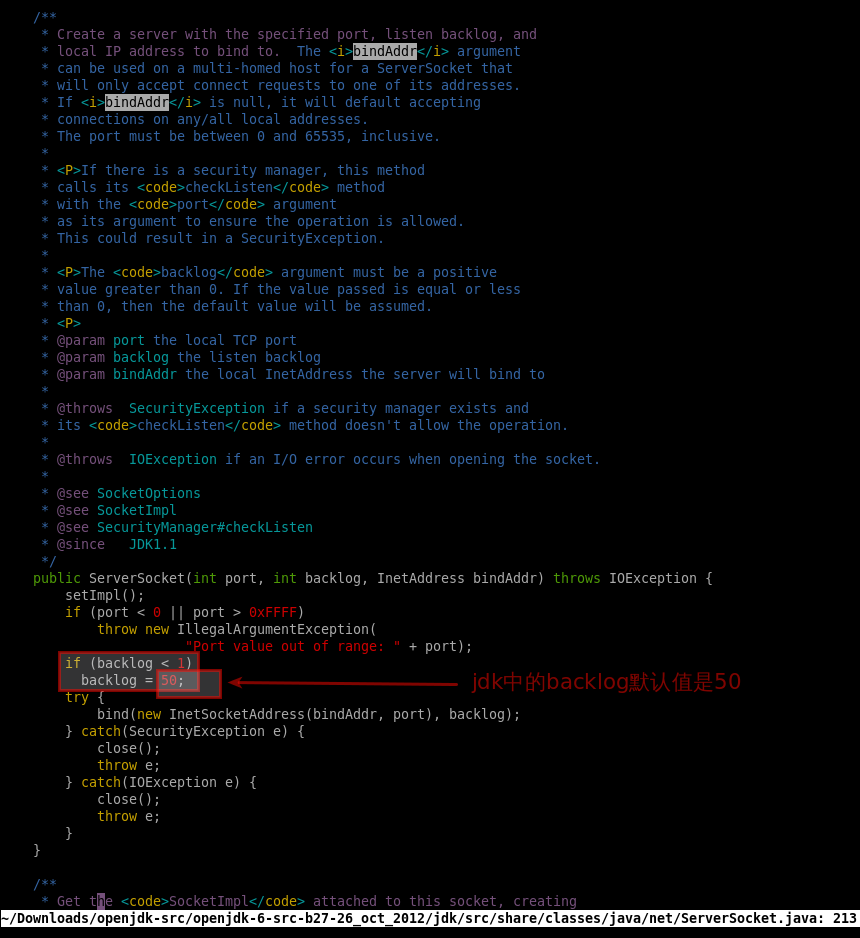 /**
 * Create a server with the specified port, listen backlog, and
 * local IP address to bind to.  The <i>bindAddr</i> argument
 * can be used on a multi-homed host for a ServerSocket that
 * will only accept connect requests to one of its addresses.
 * If <i>bindAddr</i> is null, it will default accepting
 * connections on any/all local addresses.
 * The port must be between 0 and 65535, inclusive.
 *
 * <P>If there is a security manager, this method
 * calls its <code>checkListen</code> method
 * with the <code>port</code> argument
 * as its argument to ensure the operation is allowed.
 * This could result in a SecurityException.
 *
 * <P>The <code>backlog</code> argument must be a positive
 * value greater than 0. If the value passed is equal or less
 * than 0, then the default value will be assumed.
 * <P>
 * @param port the local TCP port
 * @param backlog the listen backlog
 * @param bindAddr the local InetAddress the server will bind to
 *
 * @throws  SecurityException if a security manager exists and
 * its <code>checkListen</code> method doesn't allow the operation.
 *
 * @throws  IOException if an I/O error occurs when opening the socket.
 *
 * @see SocketOptions
 * @see SocketImpl
 * @see SecurityManager#checkListen
 * @since   JDK1.1
 */
public ServerSocket(int port, int backlog, InetAddress bindAddr) throws IOException {
    setImpl();
    if (port < 0 || port > 0xFFFF)
        throw new IllegalArgumentException(
                   "Port value out of range: " + port);
    if (backlog < 1)
      backlog = 50; jdk中的backlog默认值是50
    try {
        bind(new InetSocketAddress(bindAddr, port), backlog);
    } catch(SecurityException e) {
        close();
        throw e;
    } catch(IOException e) {
        close();
        throw e;
    }
}
/**
 * Get the <code>SocketImpl</code> attached to this socket, creating
~/Downloads/openjdk-src/openjdk-6-src-b27-26_oct_2012/jdk/src/share/classes/java/net/ServerSocket.java: 213